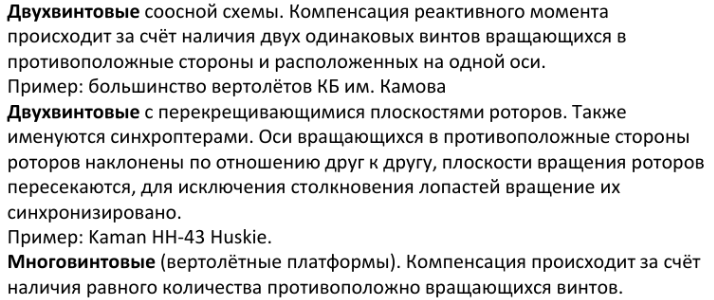 Двухвинтовые соосной схемы. Компенсация реактивного момента
происходит за счёт наличия двух одинаковых винтов вращающихся в
противоположные стороны и расположенных на одной оси.
Пример: большинство вертолётов КБ им. Камова
Двухвинтовые с перекрещивающимися плоскостями роторов. Также
именуются синхроптерами. Оси вращающихся в противоположные стороны
роторов наклонены по отношению друг к другу, плоскости вращения роторов
пересекаются, для исключения столкновения лопастей вращение их
синхронизировано.
Пример: Kaman HH-43 Huskie.
Многовинтовые (вертолётные платформы). Компенсация происходит за счёт
наличия равного количества противоположно вращающихся винтов.